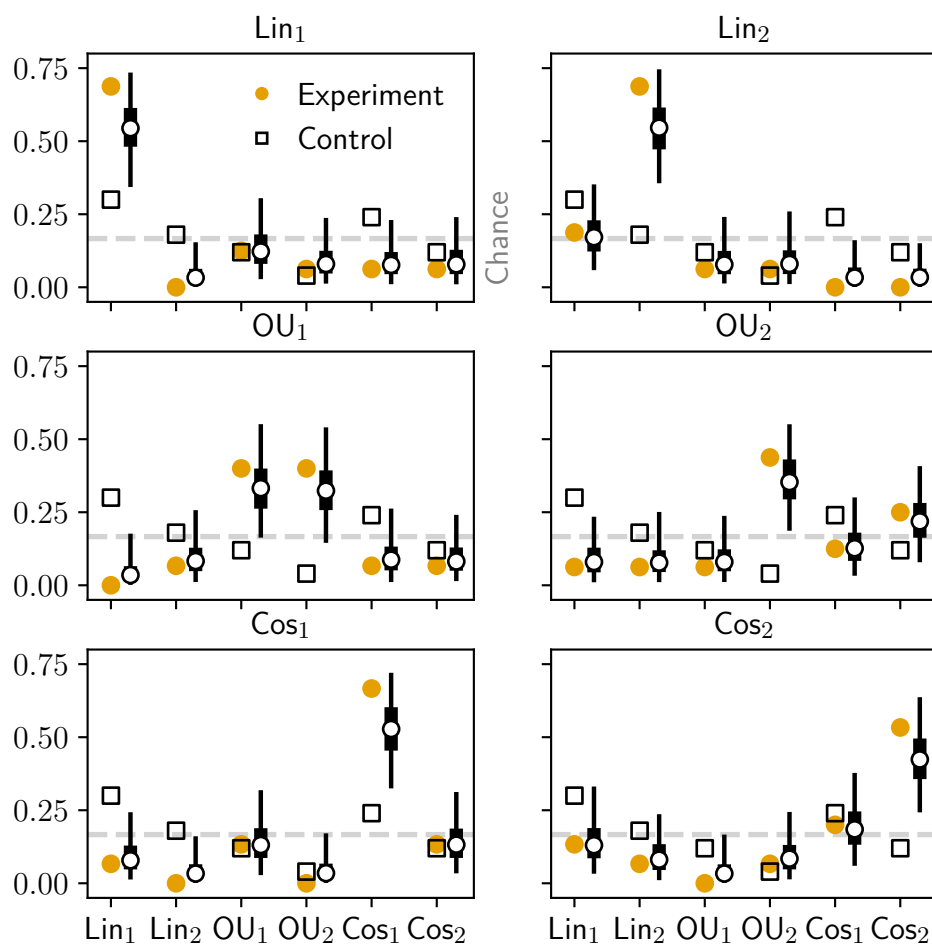 Lin₁
Lin₂
0.75
0.50
0.25
0.00
Experiment
Control
Chance
OU₁
OU₂
0.75
0.50
0.25
0.00
Cos₁
Cos₂
0.75
0.50
0.25
0.00
Lin₁ Lin₂ OU₁ OU₂ Cos₁ Cos₂
Lin₁ Lin₂ OU₁ OU₂ Cos₁ Cos₂